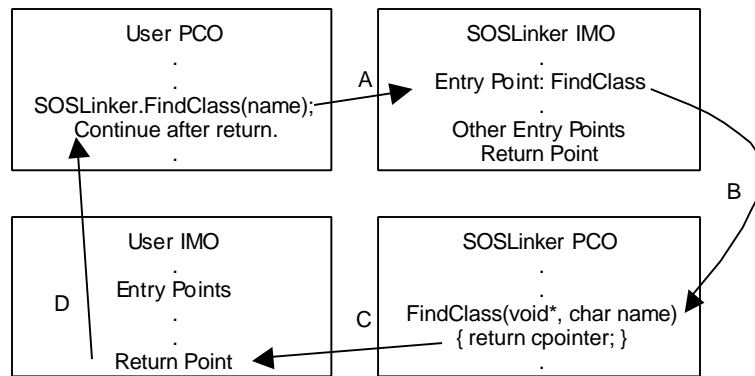 User PCO
.
.
SOSLinker.FindClass(name);
Continue after return.
.
A
SOSLinker IMO
.
Entry Point: FindClass
.
Other Entry Points
Return Point
B
User IMO
.
Entry Points
.
.
Return Point
D
C
SOSLinker PCO
.
.
FindClass(void*, char name)
{ return cpointer; }
.